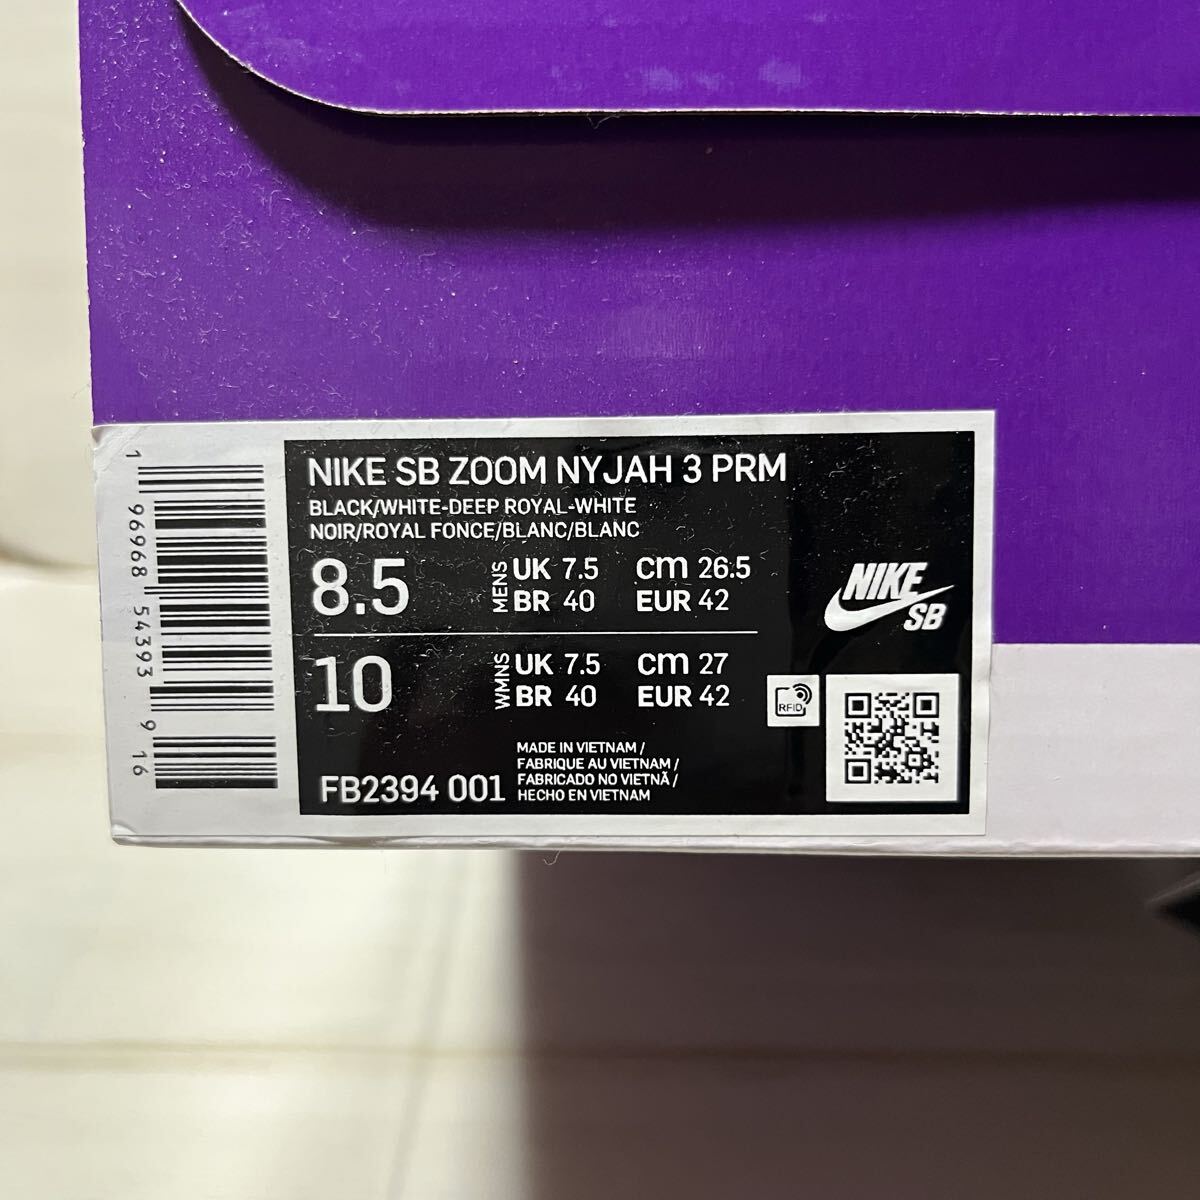 NIKE SB ZOOM NYJAH 3 PRM
BLACK/WHITE-DEEP ROYAL-WHITE
NOIR/ROYAL FONCE/BLANC/BLANC
8.5 MENS UK 7.5 cm 26.5
BR 40 EUR 42
10 WMNS UK 7.5 cm 27
BR 40 EUR 42
FB2394 001
MADE IN VIETNAM /
FABRIQUE AU VIETNAM /
FABRICADO NO VIETNÃ /
HECHO EN VIETNAM
NIKE
SB
RFID
1 96968 54393 9 16